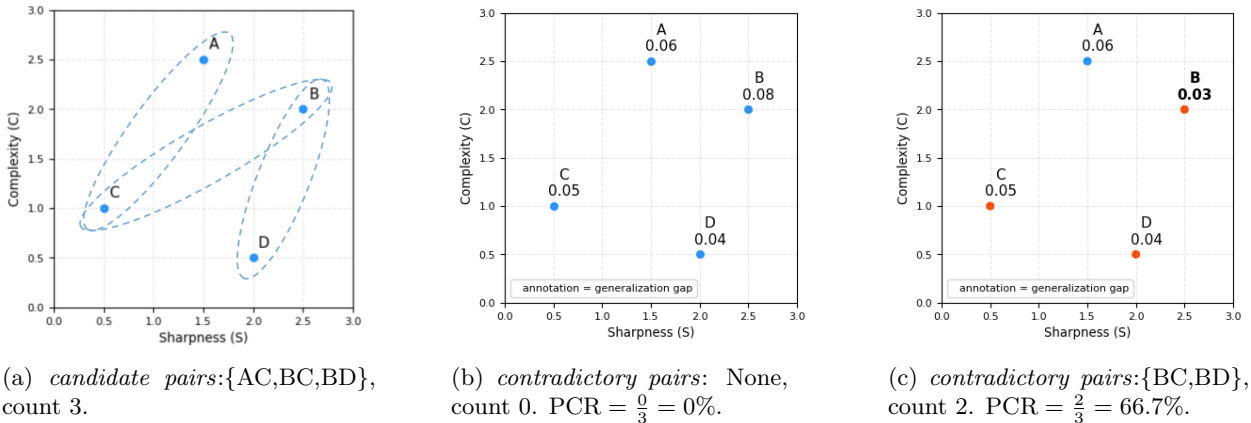 3.0
2.5
2.0
1.5
1.0
0.5
0.0
Complexity (C)
A
B
C
D
0.0 0.5 1.0 1.5 2.0 2.5 3.0
Sharpness (S)
(a) candidate pairs:{AC,BC,BD},
count 3.
3.0
2.5
2.0
1.5
1.0
0.5
0.0
Complexity (C)
A
0.06
B
0.08
C
0.05
D
0.04
annotation = generalization gap
0.0 0.5 1.0 1.5 2.0 2.5 3.0
Sharpness (S)
(b) contradictory pairs: None,
count 0. PCR = 0/3 = 0%.
3.0
2.5
2.0
1.5
1.0
0.5
0.0
Complexity (C)
A
0.06
B
0.03
C
0.05
D
0.04
annotation = generalization gap
0.0 0.5 1.0 1.5 2.0 2.5 3.0
Sharpness (S)
(c) contradictory pairs:{BC,BD},
count 2. PCR = 2/3 = 66.7%.